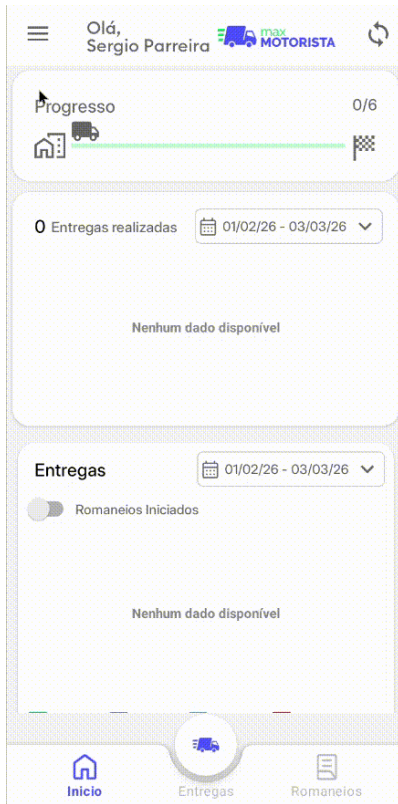 Olá,
Sergio Parreira
max
MOTORISTA
Progresso
0/6
0 Entregas realizadas
01/02/26 - 03/03/26
Nenhum dado disponível
Entregas
01/02/26 - 03/03/26
Romaneios Iniciados
Nenhum dado disponível
Inicio
Entregas
Romaneios